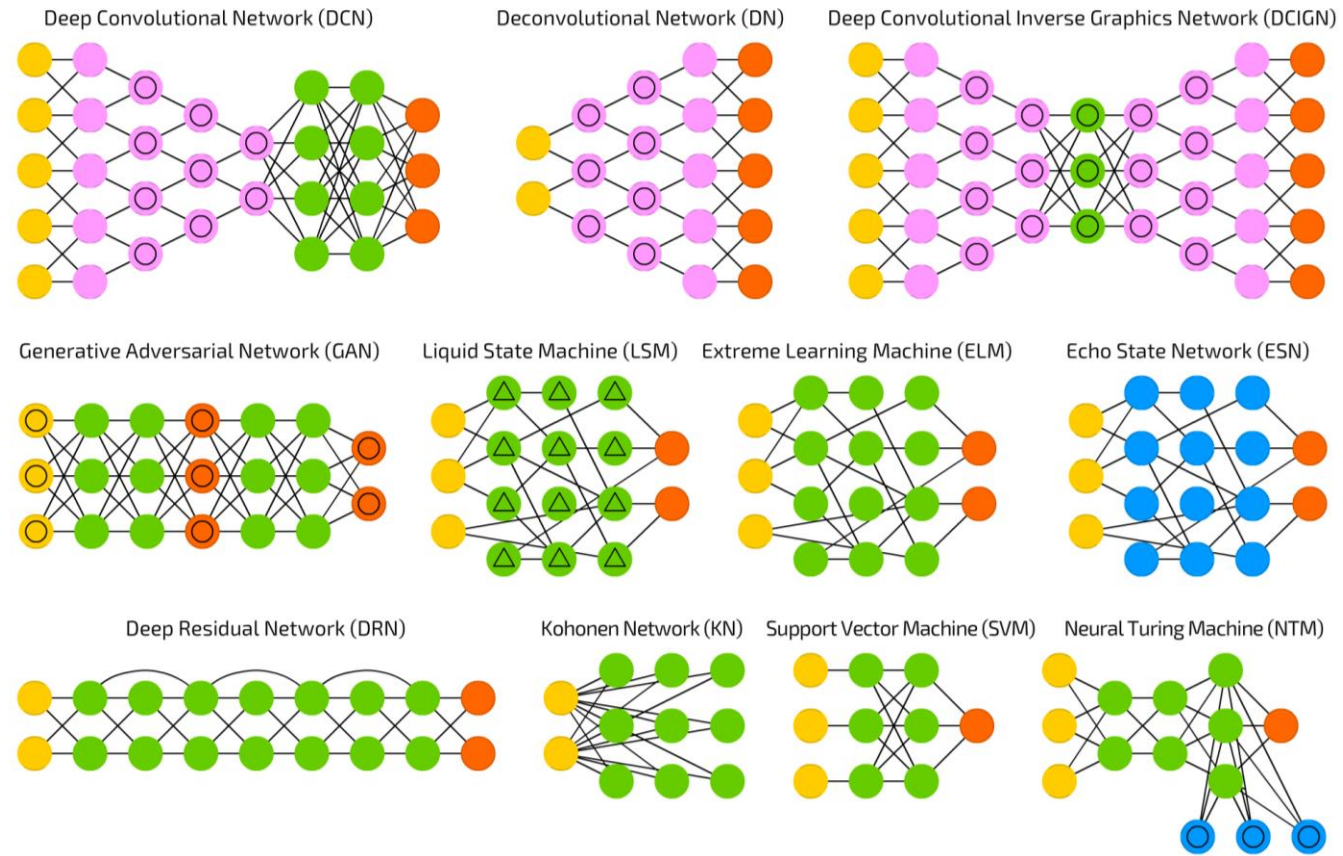 Deep Convolutional Network (DCN)
Deconvolutional Network (DN)
Deep Convolutional Inverse Graphics Network (DCIGN)
Generative Adversarial Network (GAN)
Liquid State Machine (LSM)
Extreme Learning Machine (ELM)
Echo State Network (ESN)
Deep Residual Network (DRN)
Kohonen Network (KN)
Support Vector Machine (SVM)
Neural Turing Machine (NTM)